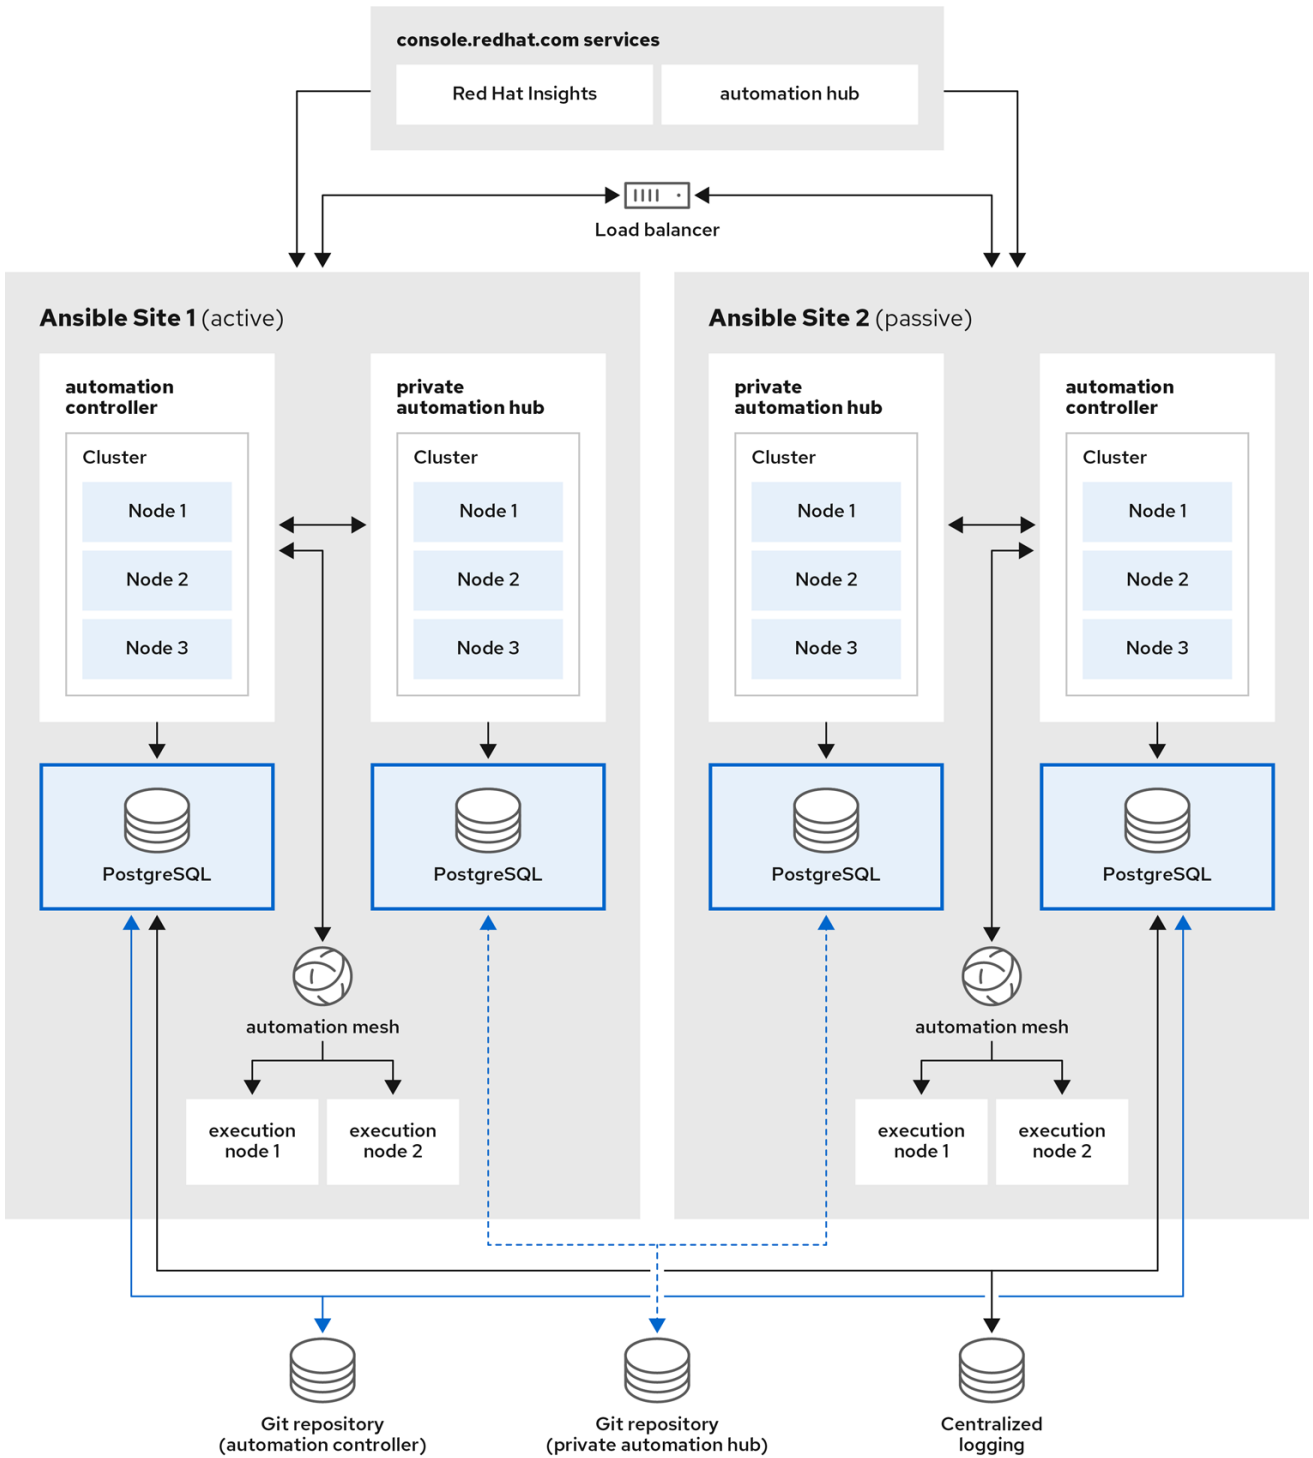 console.redhat.com services
Red Hat Insights
automation hub
Load balancer
Ansible Site 1 (active)
automation
controller
Cluster
Node 1
Node 2
Node 3
private
automation hub
Cluster
Node 1
Node 2
Node 3
PostgreSQL
PostgreSQL
automation mesh
execution
node 1
execution
node 2
Ansible Site 2 (passive)
private
automation hub
Cluster
Node 1
Node 2
Node 3
automation
controller
Cluster
Node 1
Node 2
Node 3
PostgreSQL
PostgreSQL
automation mesh
execution
node 1
execution
node 2
Git repository
(automation controller)
Git repository
(private automation hub)
Centralized
logging